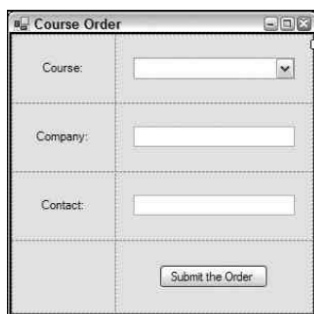 Course Order
Course:
Company:
Contact:
Submit the Order